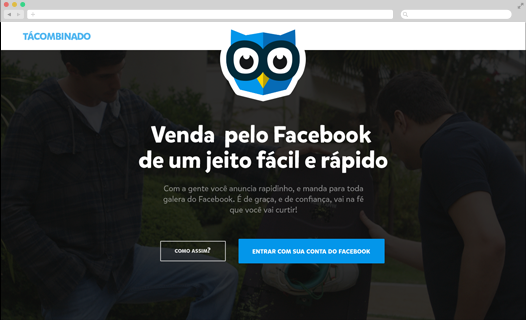 TÁCOMBINADO
Venda pelo Facebook
de um jeito fácil e rápido
Com a gente você anuncia rapidinho, e manda para toda
galera do Facebook. É de graça, e de confiança, vai na fé
que você vai curtir!
COMO ASSIM?
ENTRAR COM SUA CONTA DO FACEBOOK